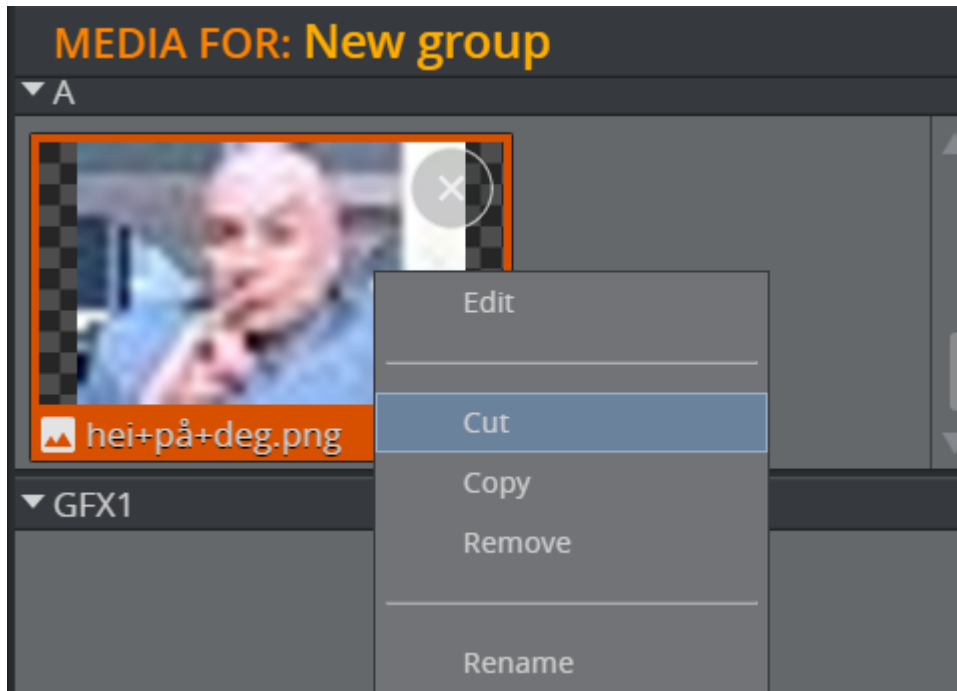 MEDIA FOR: New group
A
hei+på+deg.png
Edit
Cut
Copy
Remove
GFX1
Rename